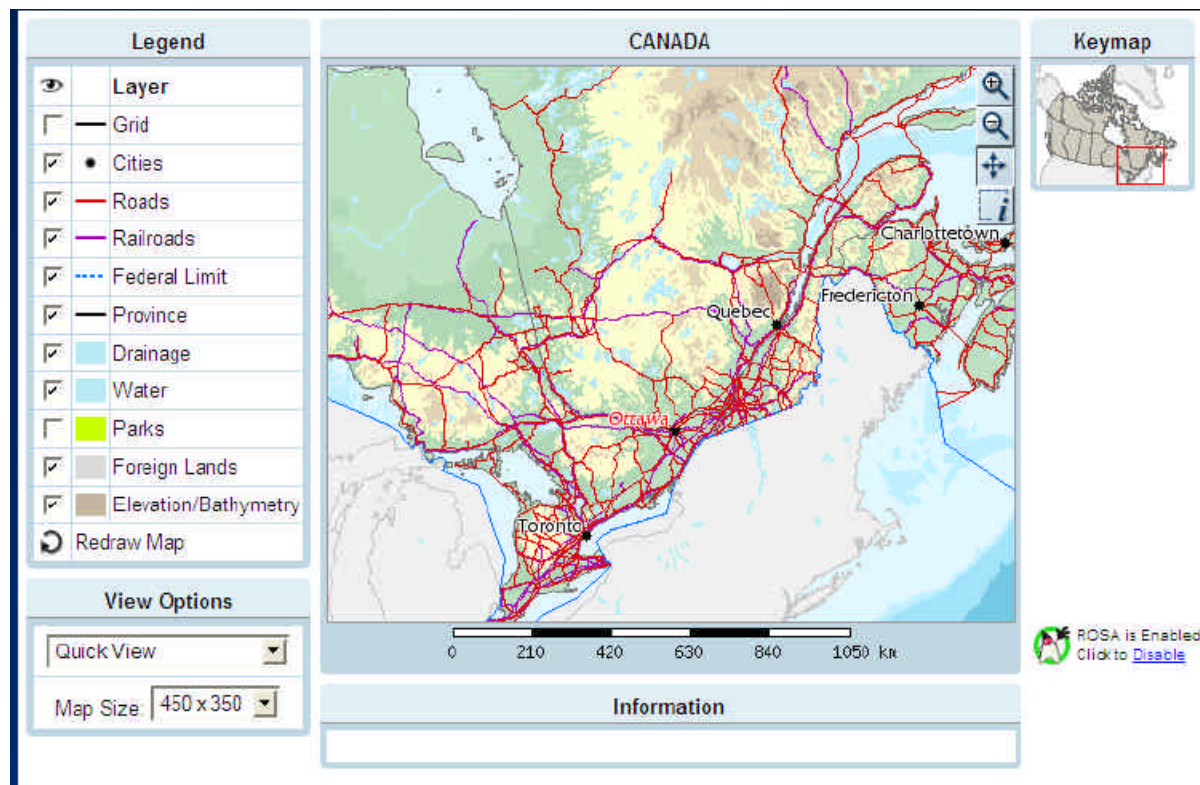 Legend
Layer
Grid
Cities
Roads
Railroads
Federal Limit
Province
Drainage
Water
Parks
Foreign Lands
Elevation/Bathymetry
Redraw Map
View Options
Quick View
Map Size: 450 x 350
CANADA
i
Charlottetown
Fredericton
Quebec
Ottawa
Toronto
0 210 420 630 840 1050 km
Information
Keymap
ROSA is Enabled
Click to Disable